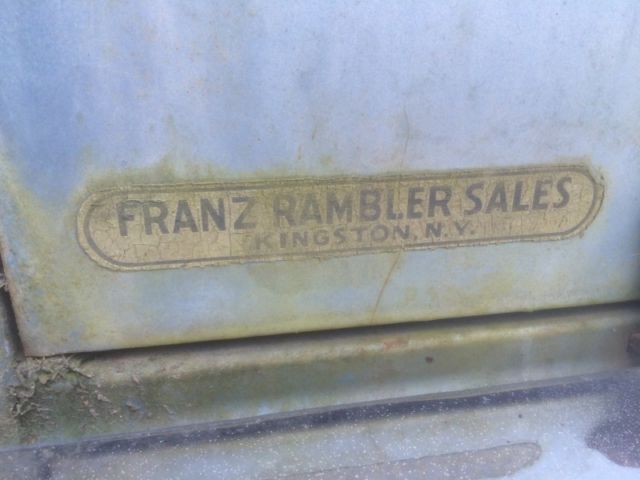 FRANZ RAMBLER SALES
KINGSTON, N.Y.